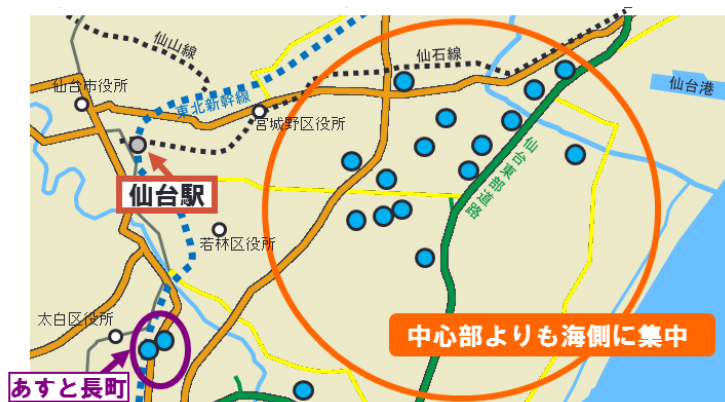 仙山線
仙石線
仙台市役所
東北新幹線
宮城野区役所
仙台港
仙台駅
仙台東部道路
若林区役所
太白区役所
中心部よりも海側に集中
あすと長町